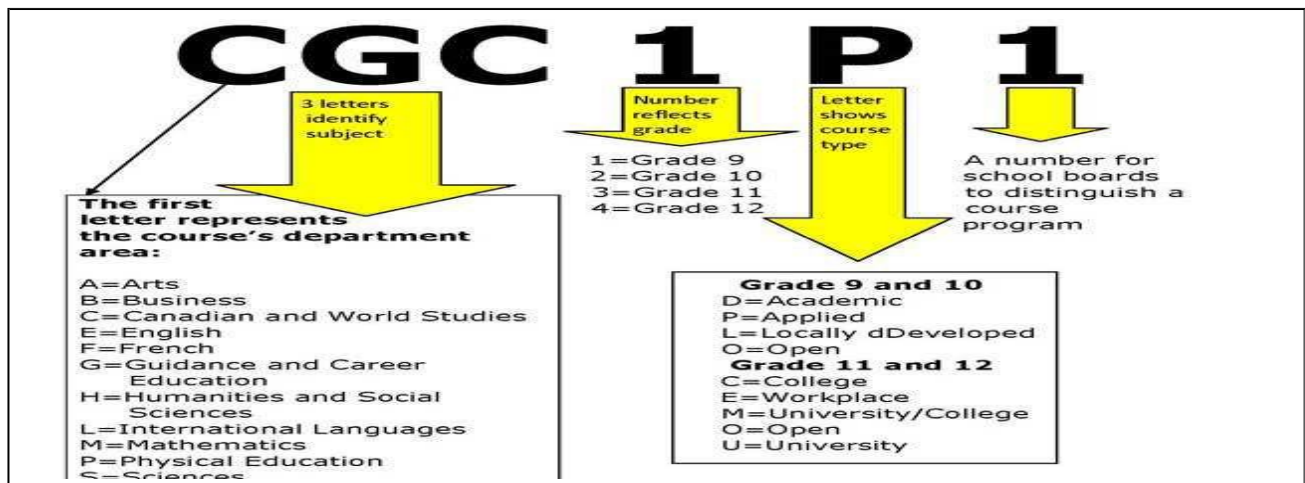 CGC 1 P 1
3 letters
identify
subject
Number
reflects
grade
Letter
shows
course
type
1=Grade 9
2=Grade 10
3=Grade 11
4=Grade 12
A number for
school boards
to distinguish a
course
program
The first
letter represents
the course's department
area:
A=Arts
B=Business
C=Canadian and World Studies
E=English
F=French
G=Guidance and Career
Education
H=Humanities and Social
Sciences
L=International Languages
M=Mathematics
P=Physical Education
S=Sciences
Grade 9 and 10
D=Academic
P=Applied
L=Locally dDeveloped
O=Open
Grade 11 and 12
C=College
E=Workplace
M=University/College
O=Open
U=University